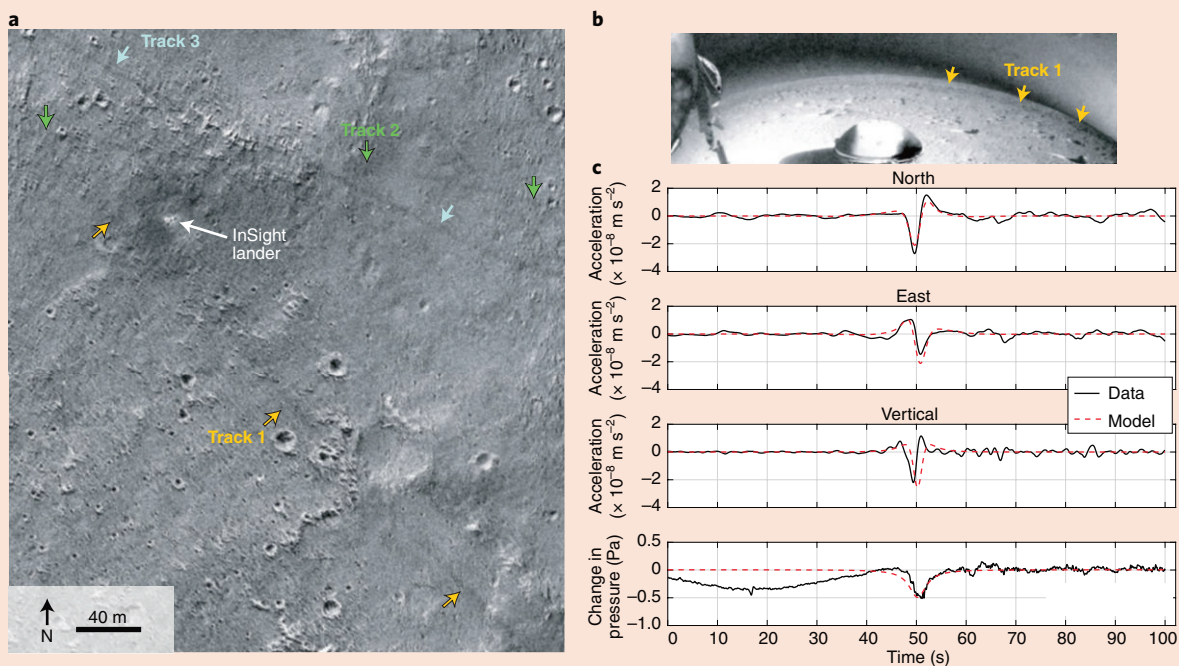 a
Track 3
Track 2
InSight
lander
Track 1
N
40 m
b
Track 1
c
North
Acceleration
(× 10⁻⁸ m s⁻²)
2
0
−2
−4
East
Acceleration
(× 10⁻⁸ m s⁻²)
2
0
−2
−4
Data
Model
Vertical
Acceleration
(× 10⁻⁸ m s⁻²)
2
0
−2
−4
Change in
pressure (Pa)
0.5
0
−0.5
−1.0
0 10 20 30 40 50 60 70 80 90 100
Time (s)